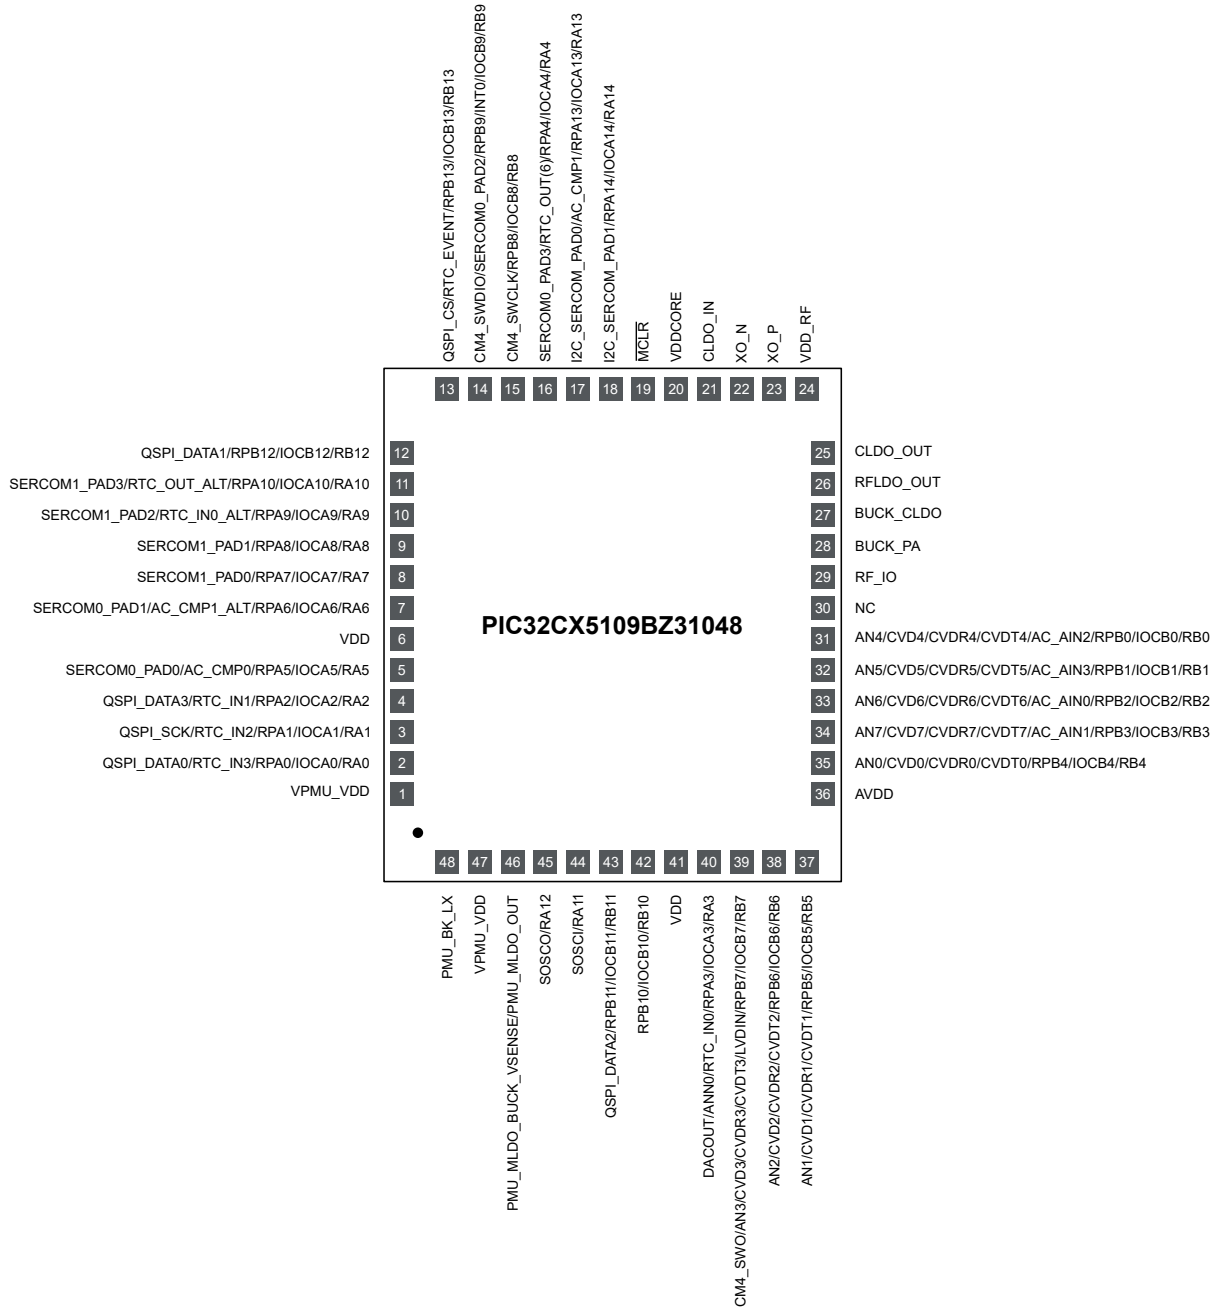 QSPI_CS/RTC_EVENT/RPB13/IOCB13/RB13
CM4_SWDIO/SERCOM0_PAD2/RPB9/INT0/IOCB9/RB9
CM4_SWCLK/RPB8/IOCB8/RB8
SERCOM0_PAD3/RTC_OUT(6)/RPA4/IOCA4/RA4
I2C_SERCOM_PAD0/AC_CMP1/RPA13/IOCA13/RA13
I2C_SERCOM_PAD1/RPA14/IOCA14/RA14
MCLR
VDDCORE
CLDO_IN
XO_N
XO_P
VDD_RF
13 14 15 16 17 18 19 20 21 22 23 24
QSPI_DATA1/RPB12/IOCB12/RB12 12
SERCOM1_PAD3/RTC_OUT_ALT/RPA10/IOCA10/RA10 11
SERCOM1_PAD2/RTC_IN0_ALT/RPA9/IOCA9/RA9 10
SERCOM1_PAD1/RPA8/IOCA8/RA8 9
SERCOM1_PAD0/RPA7/IOCA7/RA7 8
SERCOM0_PAD1/AC_CMP1_ALT/RPA6/IOCA6/RA6 7
VDD 6
SERCOM0_PAD0/AC_CMP0/RPA5/IOCA5/RA5 5
QSPI_DATA3/RTC_IN1/RPA2/IOCA2/RA2 4
QSPI_SCK/RTC_IN2/RPA1/IOCA1/RA1 3
QSPI_DATA0/RTC_IN3/RPA0/IOCA0/RA0 2
VPMU_VDD 1
PIC32CX5109BZ31048
25 CLDO_OUT
26 RFLDO_OUT
27 BUCK_CLDO
28 BUCK_PA
29 RF_IO
30 NC
31 AN4/CVD4/CVDR4/CVDT4/AC_AIN2/RPB0/IOCB0/RB0
32 AN5/CVD5/CVDR5/CVDT5/AC_AIN3/RPB1/IOCB1/RB1
33 AN6/CVD6/CVDR6/CVDT6/AC_AIN0/RPB2/IOCB2/RB2
34 AN7/CVD7/CVDR7/CVDT7/AC_AIN1/RPB3/IOCB3/RB3
35 AN0/CVD0/CVDR0/CVDT0/RPB4/IOCB4/RB4
36 AVDD
48 47 46 45 44 43 42 41 40 39 38 37
PMU_BK_LX
VPMU_VDD
PMU_MLDO_BUCK_VSENSE/PMU_MLDO_OUT
SOSCO/RA12
SOSCI/RA11
QSPI_DATA2/RPB11/IOCB11/RB11
RPB10/IOCB10/RB10
VDD
DACOUT/ANN0/RTC_IN0/RPA3/IOCA3/RA3
CM4_SWO/AN3/CVD3/CVDR3/CVDT3/LVDIN/RPB7/IOCB7/RB7
AN2/CVD2/CVDR2/CVDT2/RPB6/IOCB6/RB6
AN1/CVD1/CVDR1/CVDT1/RPB5/IOCB5/RB5